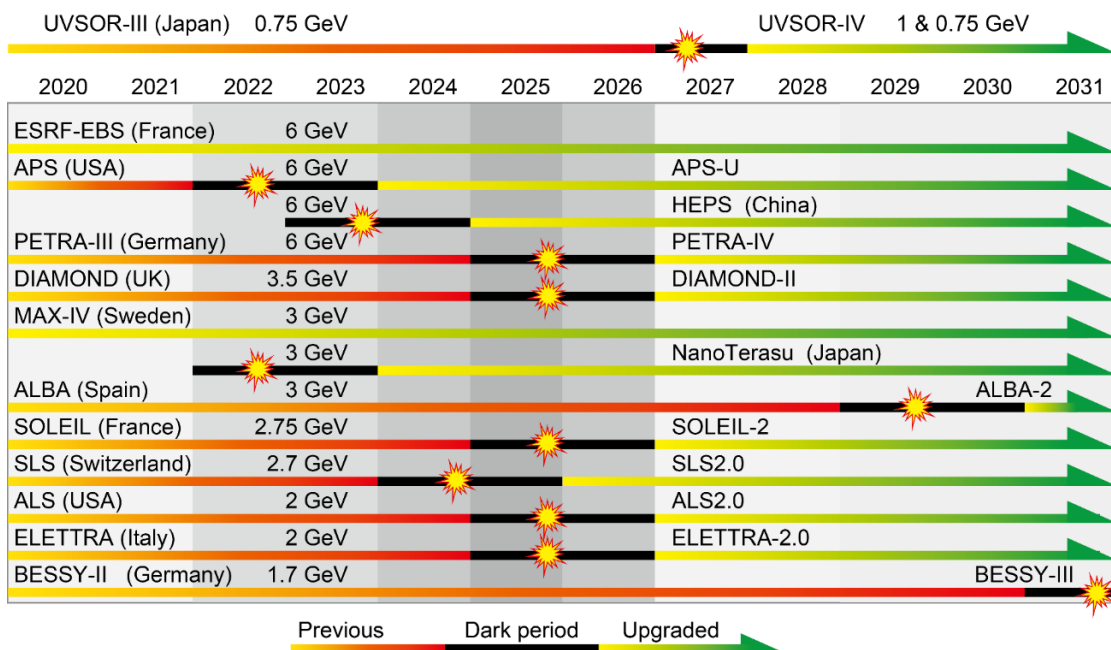 UVSOR-III (Japan) 0.75 GeV UVSOR-IV 1 & 0.75 GeV
2020 2021 2022 2023 2024 2025 2026 2027 2028 2029 2030 2031
ESRF-EBS (France) 6 GeV
APS (USA) 6 GeV APS-U
6 GeV HEPS (China)
PETRA-III (Germany) 6 GeV PETRA-IV
DIAMOND (UK) 3.5 GeV DIAMOND-II
MAX-IV (Sweden) 3 GeV
3 GeV NanoTerasu (Japan)
ALBA (Spain) 3 GeV ALBA-2
SOLEIL (France) 2.75 GeV SOLEIL-2
SLS (Switzerland) 2.7 GeV SLS2.0
ALS (USA) 2 GeV ALS2.0
ELETTRA (Italy) 2 GeV ELETTRA-2.0
BESSY-II (Germany) 1.7 GeV BESSY-III
Previous Dark period Upgraded